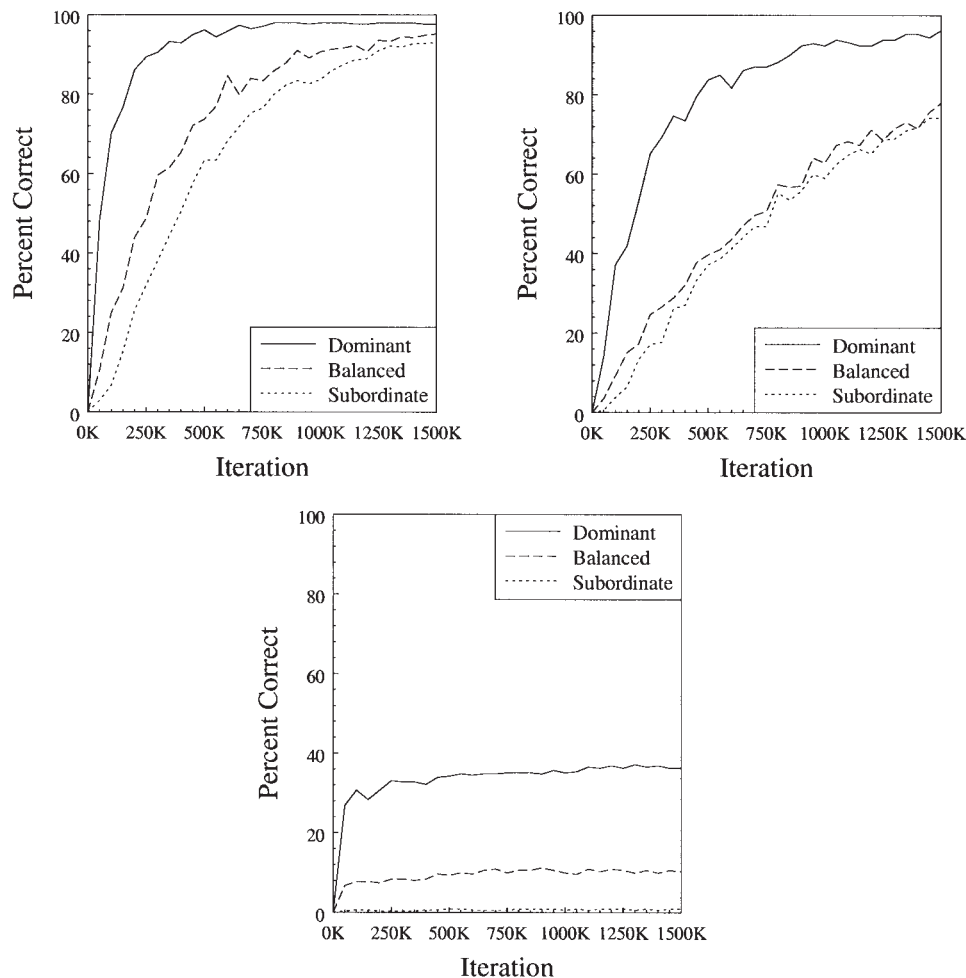 100
80
60
40
20
0
Percent Correct
Dominant
Balanced
Subordinate
0K 250K 500K 750K 1000K 1250K 1500K
Iteration
100
80
60
40
20
0
Percent Correct
Dominant
Balanced
Subordinate
0K 250K 500K 750K 1000K 1250K 1500K
Iteration
100
80
60
40
20
0
Percent Correct
Dominant
Balanced
Subordinate
0K 250K 500K 750K 1000K 1250K 1500K
Iteration